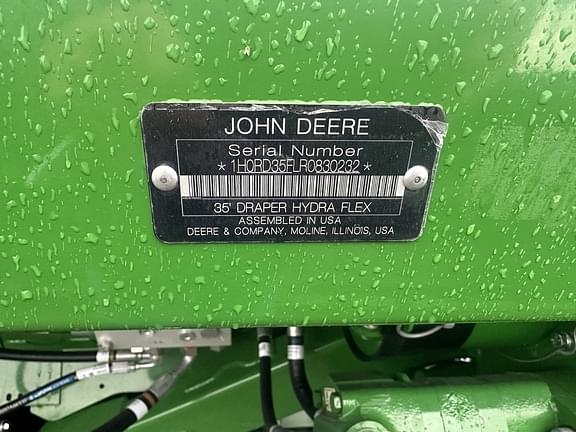 JOHN DEERE
Serial Number
*1H0RD35FLR0830232*
35' DRAPER HYDRA FLEX
ASSEMBLED IN USA
DEERE & COMPANY, MOLINE, ILLINOIS, USA